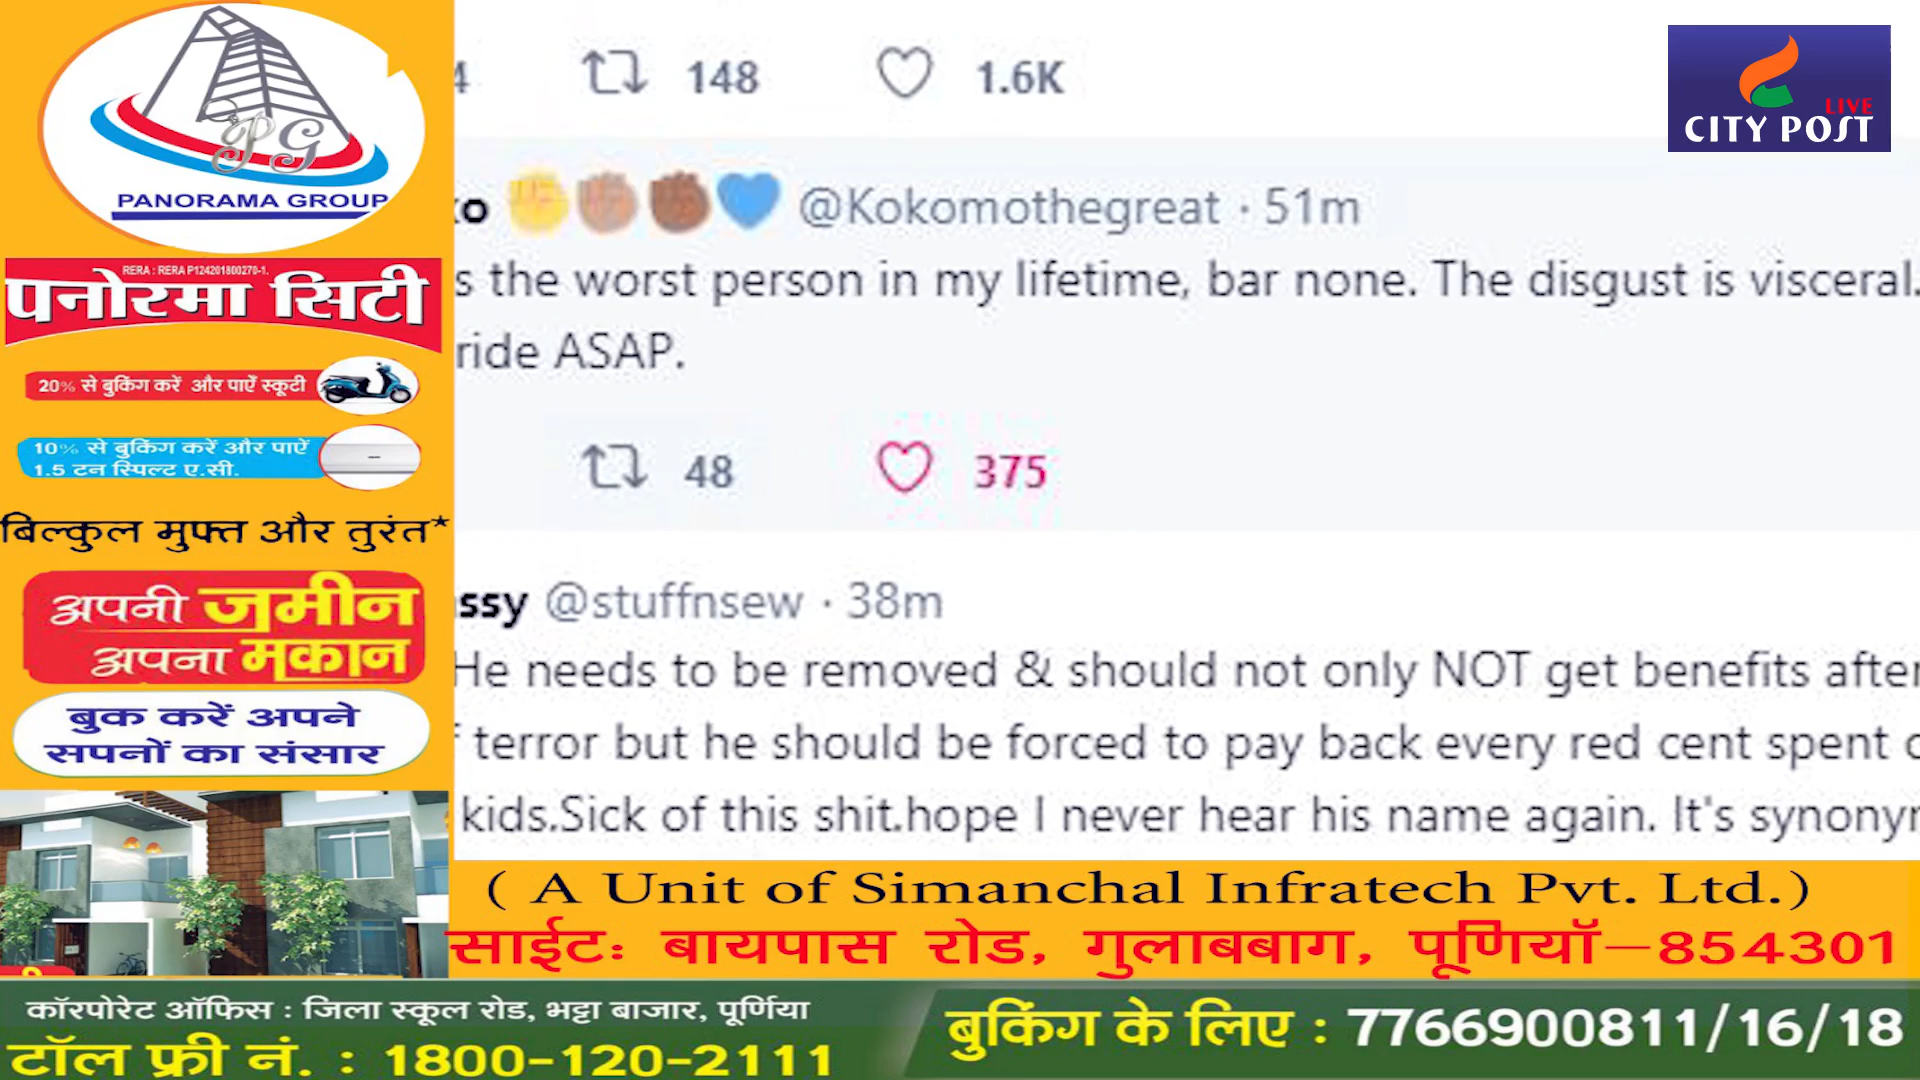 PG
PANORAMA GROUP
RERA : RERA P124201800270-1.
पनोरमा सिटी
20% से बुकिंग करें और पाएँ स्कूटी
10% से बुकिंग करें और पाऐं
1.5 टन स्पिल्ट ए.सी.
बिल्कुल मुफ्त और तुरंत*
अपनी जमीन
अपना मकान
बुक करें अपने
सपनों का संसार
4 148 1.6K
LIVE
CITY POST
@Kokomothegreat · 51m
s the worst person in my lifetime, bar none. The disgust is visceral.
ride ASAP.
48 375
ssy @stuffnsew · 38m
He needs to be removed & should not only NOT get benefits after
terror but he should be forced to pay back every red cent spent
kids.Sick of this shit.hope I never hear his name again. It's
( A Unit of Simanchal Infratech Pvt. Ltd.)
साईटः बायपास रोड, गुलाबबाग, पूर्णियॉ–854301
कॉरपोरेट ऑफिस : जिला स्कूल रोड, भट्टा बाजार, पूर्णिया
टॉल फ्री नं. : 1800-120-2111
बुकिंग के लिए : 7766900811/16/18